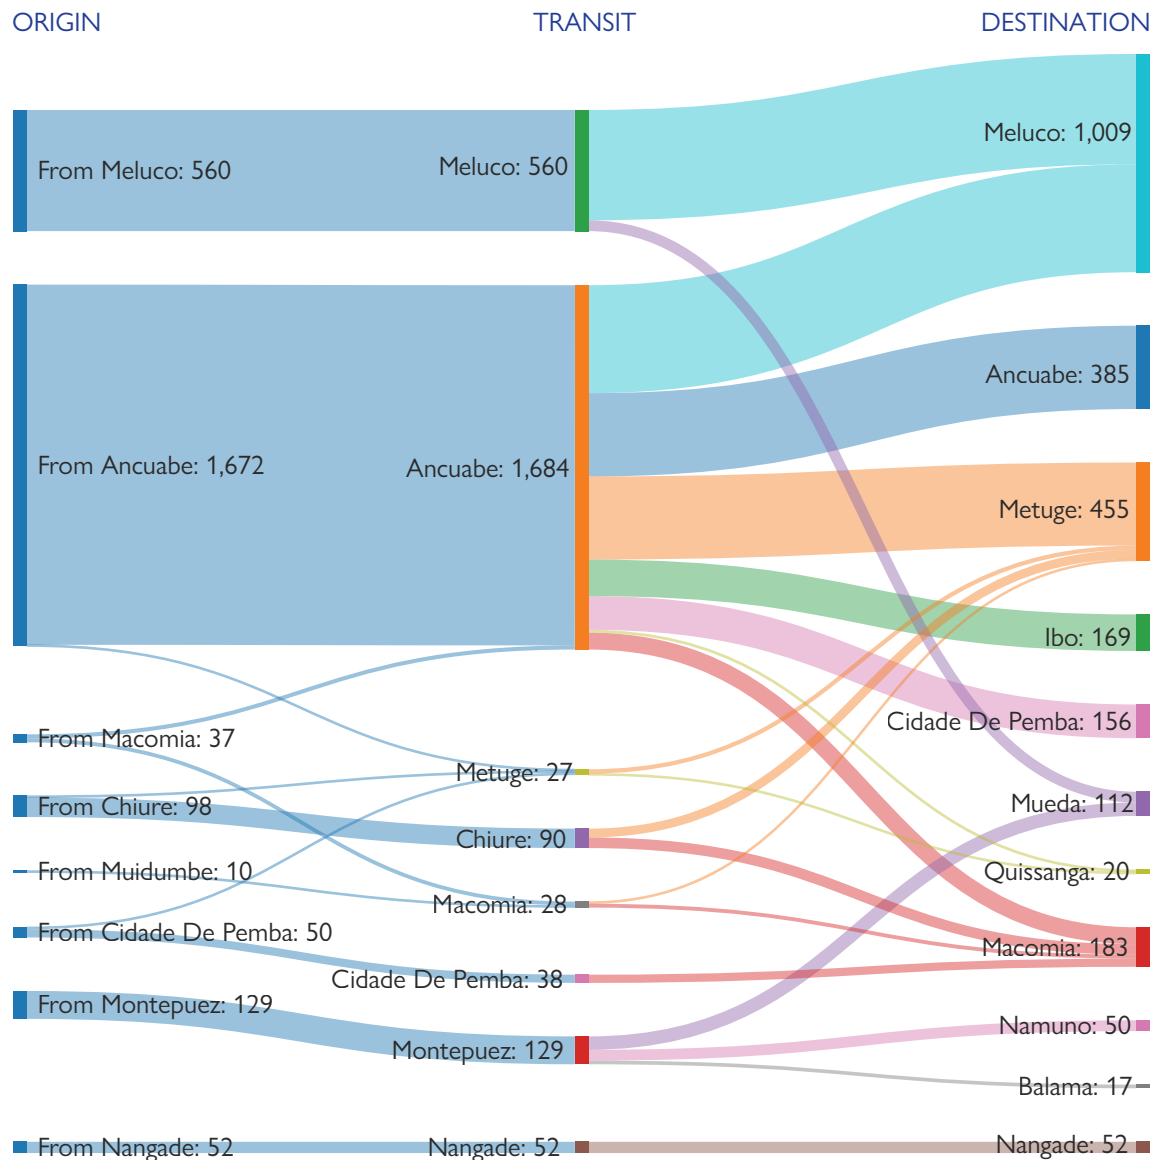 ORIGIN TRANSIT DESTINATION
Meluco: 1,009
From Meluco: 560 Meluco: 560
Ancuabe: 385
From Ancuabe: 1,672 Ancuabe: 1,684
Metuge: 455
Ibo: 169
Cidade De Pemba: 156
From Macomia: 37
Metuge: 27
Mueda: 112
From Chiure: 98
Chiure: 90
From Muidumbe: 10
Quissanga: 20
Macomia: 28
From Cidade De Pemba: 50
Macomia: 183
Cidade De Pemba: 38
From Montepuez: 129
Namuno: 50
Montepuez: 129
Balama: 17
From Nangade: 52 Nangade: 52 Nangade: 52